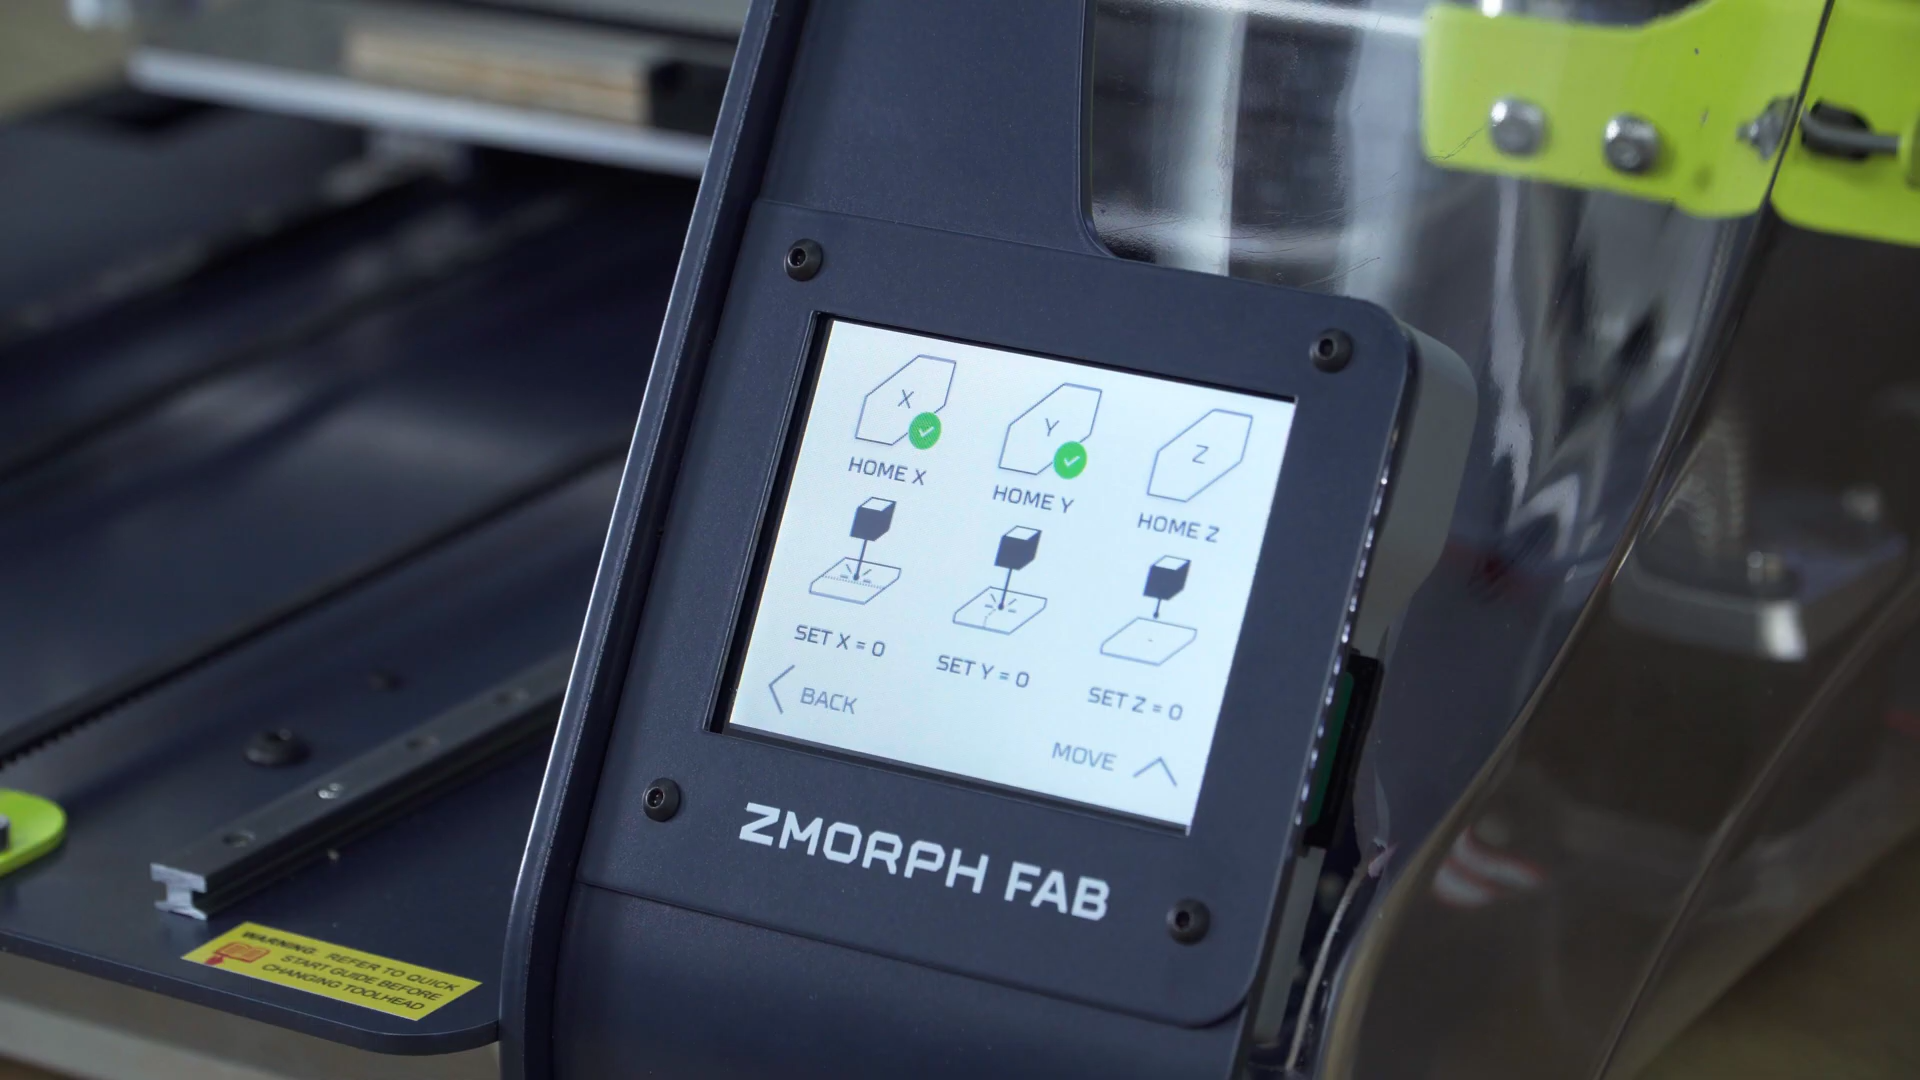 X
Y
Z
HOME X
HOME Y
HOME Z
SET X = 0
SET Y = 0
SET Z = 0
BACK
MOVE
ZMORPH FAB
WARNING: REFER TO QUICK
START GUIDE BEFORE
CHANGING TOOLHEAD